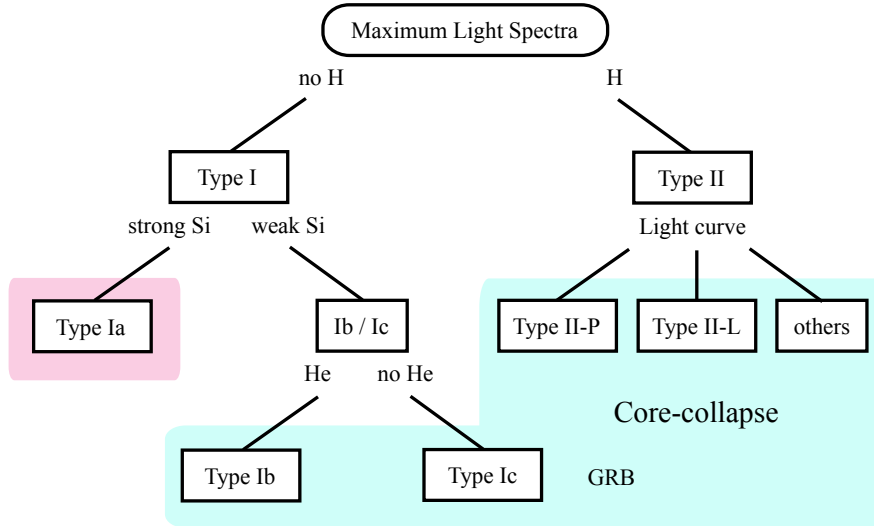 Maximum Light Spectra
no H
H
Type I
Type II
strong Si
weak Si
Light curve
Type Ia
Ib / Ic
Type II-P
Type II-L
others
He
no He
Core-collapse
Type Ib
Type Ic
GRB